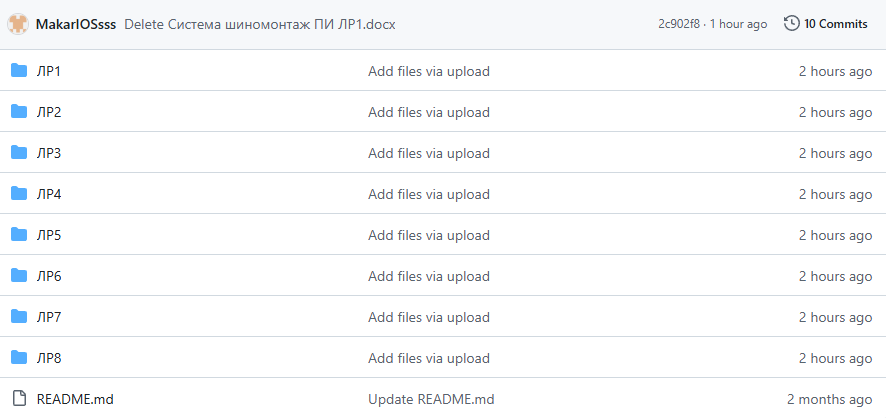 MakarIOSsss Delete Система шиномонтаж ПИ ЛР1.docx 2c902f8 · 1 hour ago 10 Commits
ЛР1 Add files via upload 2 hours ago
ЛР2 Add files via upload 2 hours ago
ЛР3 Add files via upload 2 hours ago
ЛР4 Add files via upload 2 hours ago
ЛР5 Add files via upload 2 hours ago
ЛР6 Add files via upload 2 hours ago
ЛР7 Add files via upload 2 hours ago
ЛР8 Add files via upload 2 hours ago
README.md Update README.md 2 months ago